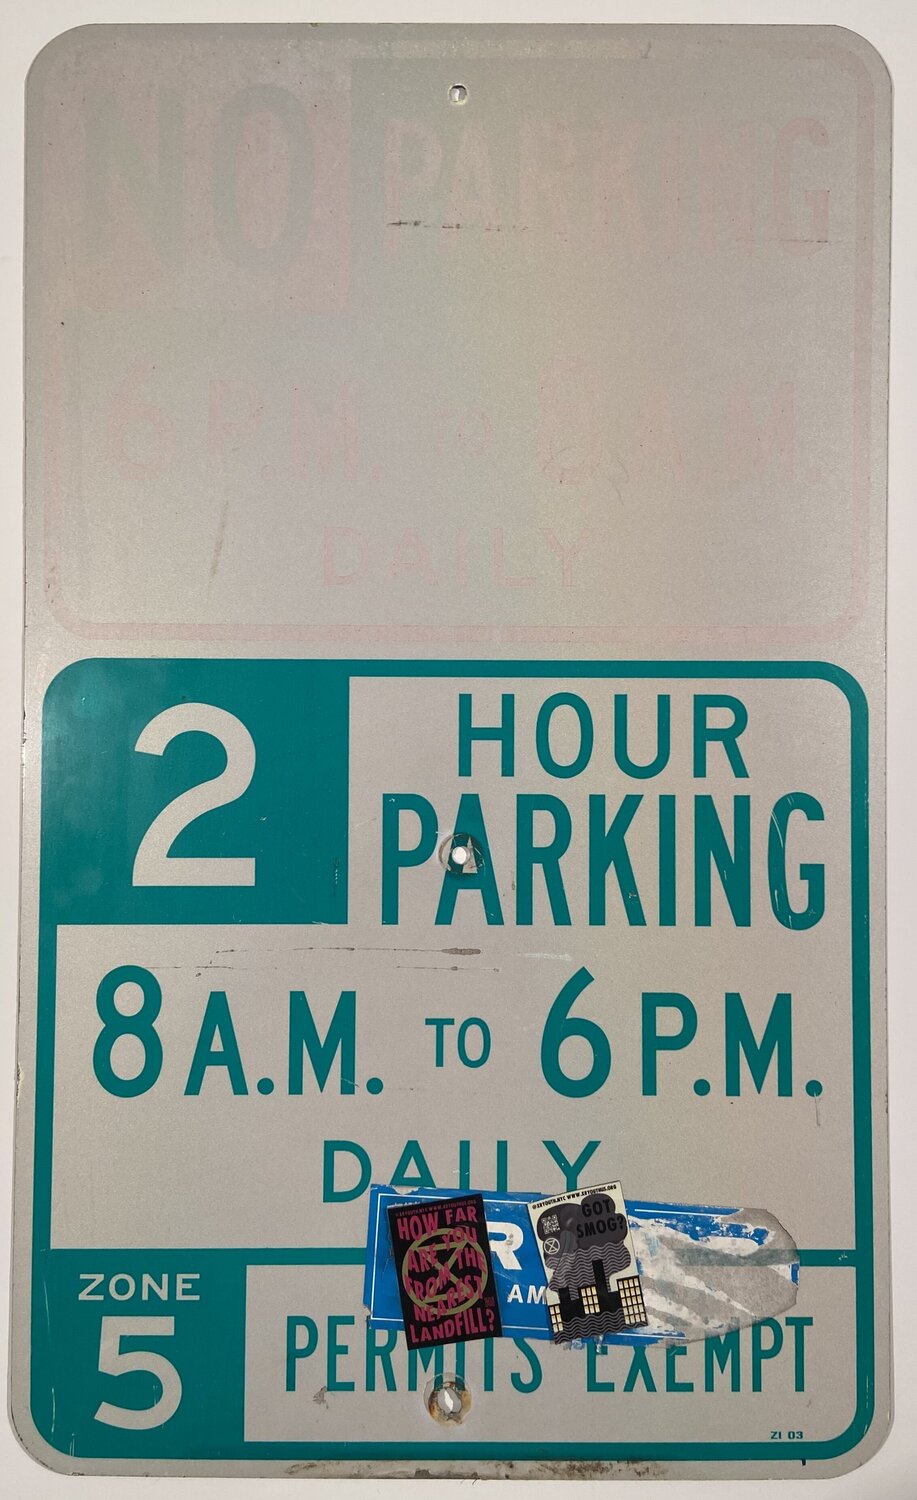 NO PARKING
6 P.M. TO 8 A.M.
DAILY
2 HOUR
PARKING
8 A.M. TO 6 P.M.
DAILY
HOW FAR
ARE YOU
FROM THE
NEAREST
LANDFILL?
GOT
SMOG?
R
AM
ZONE
5
PERMITS EXEMPT
ZI 03